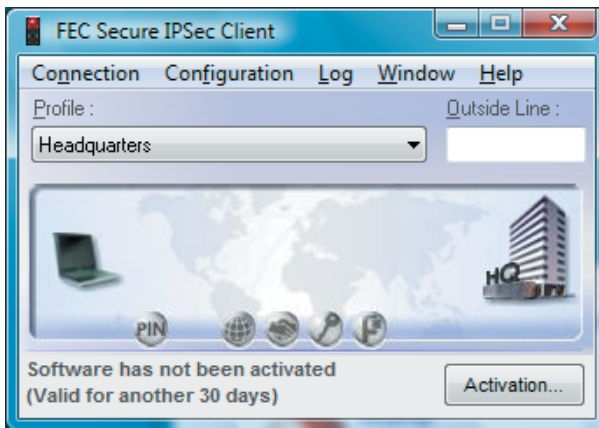 FEC Secure IPSec Client
Connection Configuration Log Window Help
Profile : Outside Line :
Headquarters
HQ
PIN
Software has not been activated
(Valid for another 30 days)
Activation...